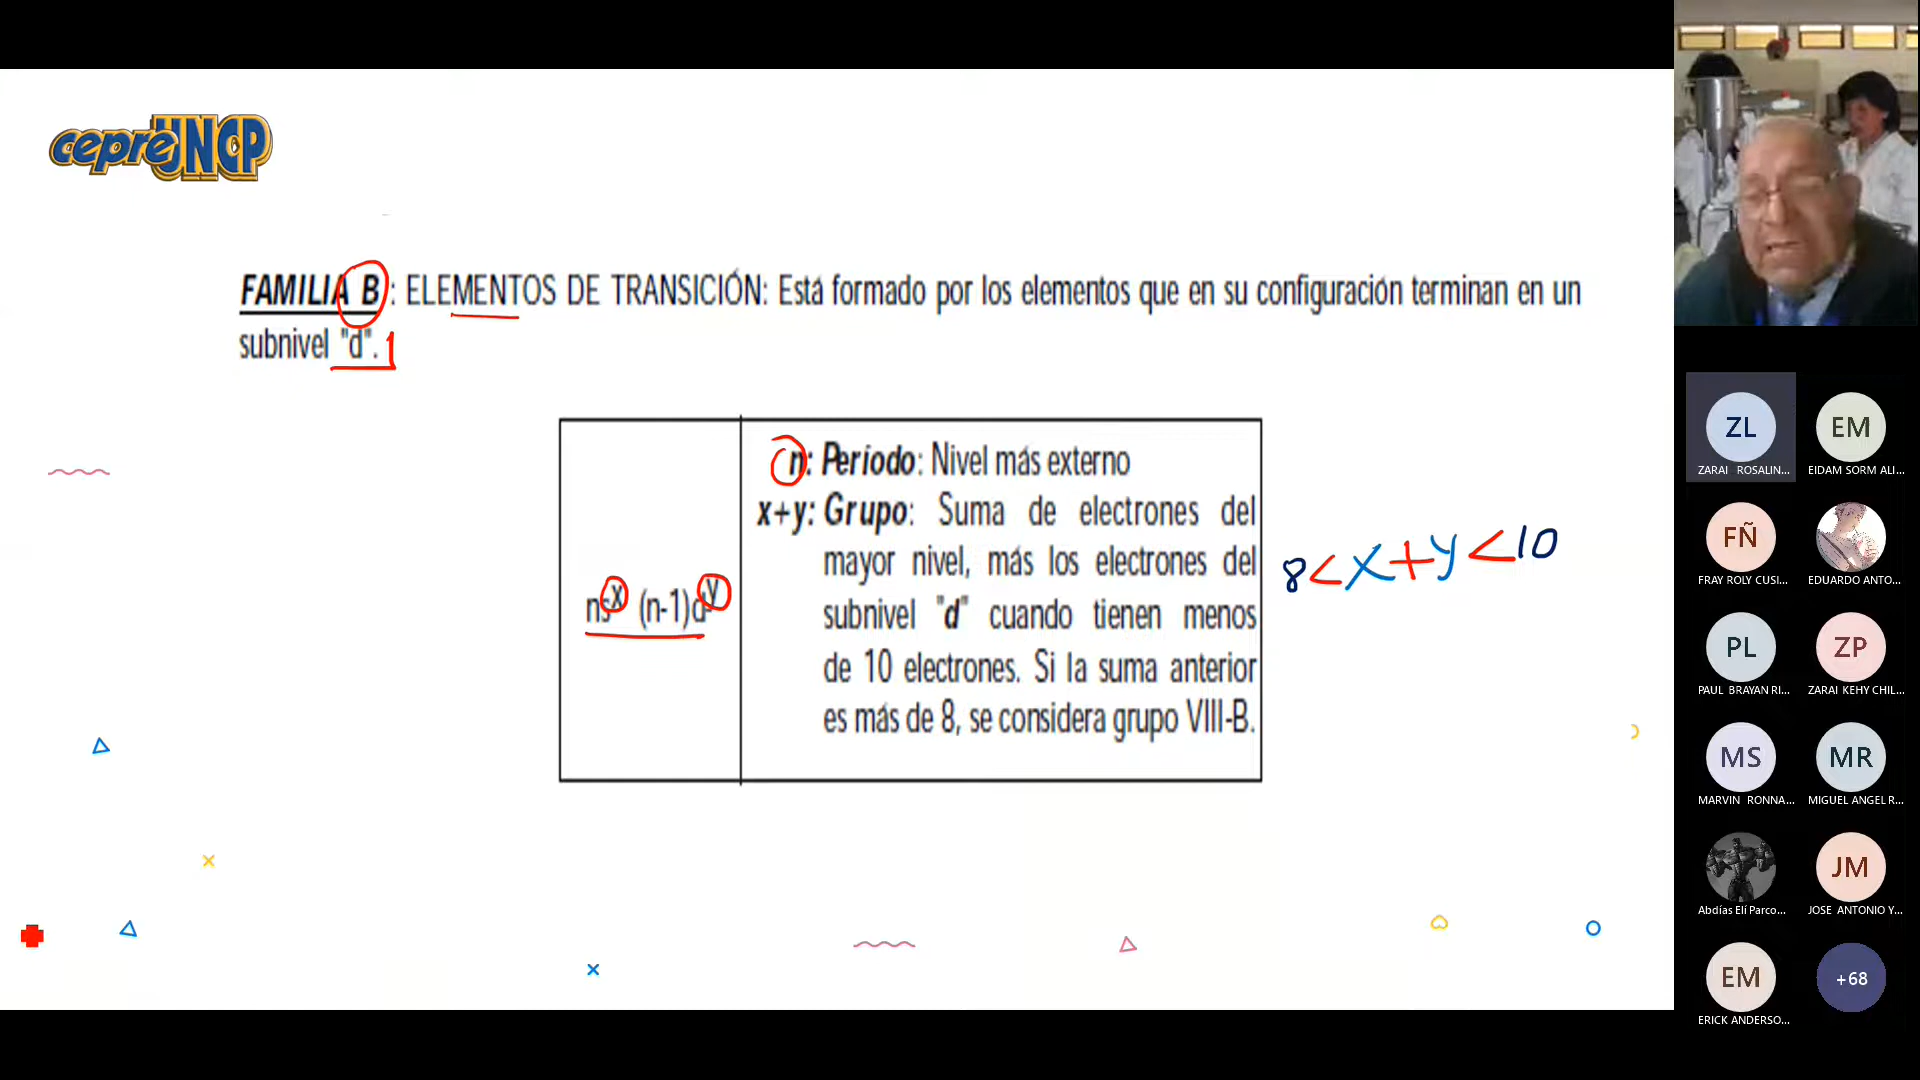 cepreUNCP
FAMILIA B : ELEMENTOS DE TRANSICIÓN: Está formado por los elementos que en su configuración terminan en un
subnivel "d".
nsˣ (n-1)dʸ
n: Período: Nivel más externo
x+y: Grupo: Suma de electrones del
mayor nivel, más los electrones del
subnivel "d" cuando tienen menos
de 10 electrones. Si la suma anterior
es más de 8, se considera grupo VIII-B.
8<x+y<10
ZL
ZARAI ROSALIN...
EM
EIDAM SORM ALI...
FÑ
FRAY ROLY CUSI...
EDUARDO ANTO...
PL
PAUL BRAYAN RI...
ZP
ZARAI KEHY CHIL...
MS
MARVIN RONNA...
MR
MIGUEL ANGEL R...
Abdías Elí Parco...
JM
JOSE ANTONIO Y...
EM
ERICK ANDERSO...
+68